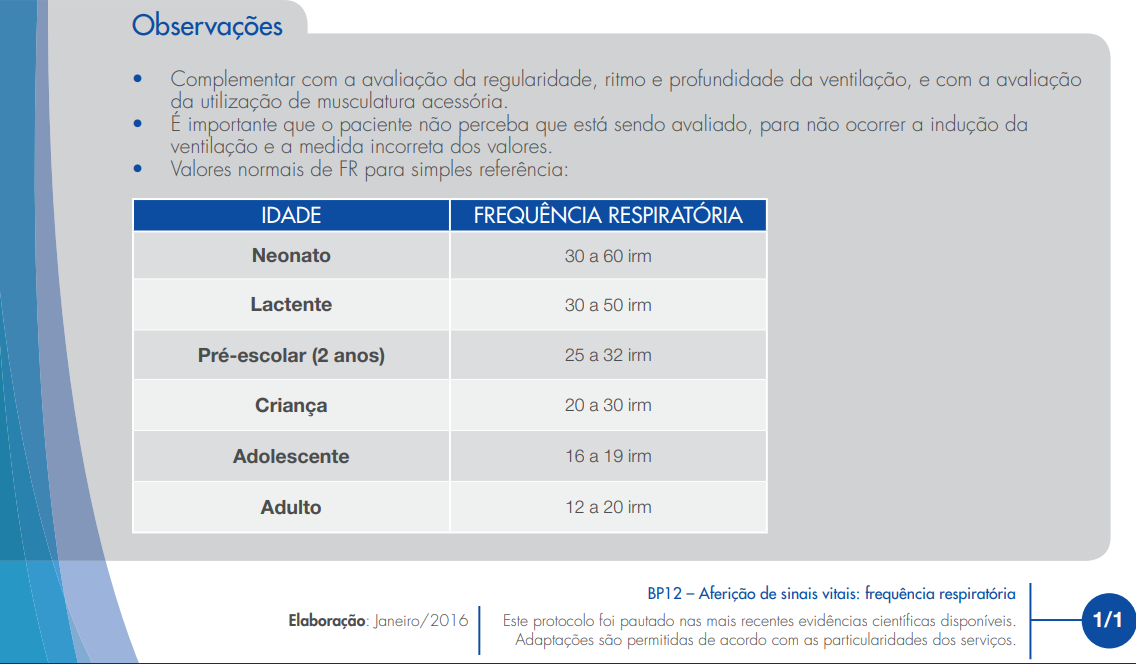 Observações
• Complementar com a avaliação da regularidade, ritmo e profundidade da ventilação, e com a avaliação
da utilização de musculatura acessória.
• É importante que o paciente não perceba que está sendo avaliado, para não ocorrer a indução da
ventilação e a medida incorreta dos valores.
• Valores normais de FR para simples referência:
IDADE FREQUÊNCIA RESPIRATÓRIA
Neonato 30 a 60 irm
Lactente 30 a 50 irm
Pré-escolar (2 anos) 25 a 32 irm
Criança 20 a 30 irm
Adolescente 16 a 19 irm
Adulto 12 a 20 irm
BP12 – Aferição de sinais vitais: frequência respiratória
Elaboração: Janeiro/2016
Este protocolo foi pautado nas mais recentes evidências científicas disponíveis.
Adaptações são permitidas de acordo com as particularidades dos serviços.
1/1